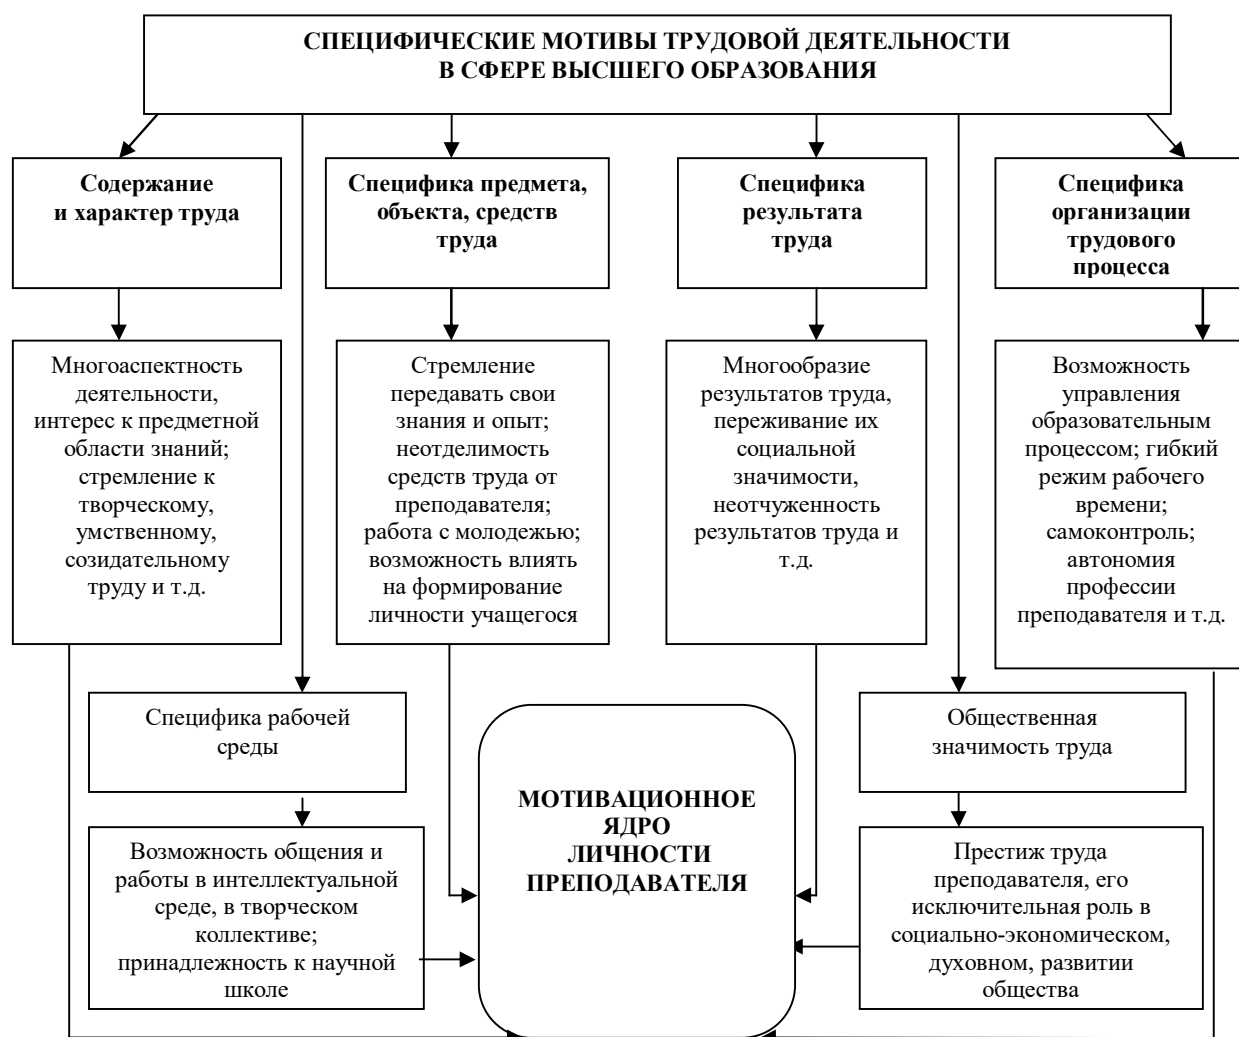 СПЕЦИФИЧЕСКИЕ МОТИВЫ ТРУДОВОЙ ДЕЯТЕЛЬНОСТИ
В СФЕРЕ ВЫСШЕГО ОБРАЗОВАНИЯ
Содержание
и характер труда
Специфика предмета,
объекта, средств
труда
Специфика
результата
труда
Специфика
организации
трудового
процесса
Многоаспектность
деятельности,
интерес к предметной
области знаний;
стремление к
творческому,
умственному,
созидательному
труду и т.д.
Стремление
передавать свои
знания и опыт;
неотделимость
средств труда от
преподавателя;
работа с молодежью;
возможность влиять
на формирование
личности учащегося
Многообразие
результатов труда,
переживание их
социальной
значимости,
неотчужденность
результатов труда и
т.д.
Возможность
управления
образовательным
процессом; гибкий
режим рабочего
времени;
самоконтроль;
автономия
профессии
преподавателя и т.д.
Специфика рабочей
среды
Общественная
значимость труда
МОТИВАЦИОННОЕ
ЯДРО
ЛИЧНОСТИ
ПРЕПОДАВАТЕЛЯ
Возможность общения и
работы в интеллектуальной
среде, в творческом
коллективе;
принадлежность к научной
школе
Престиж труда
преподавателя, его
исключительная роль в
социально-экономическом,
духовном, развитии
общества